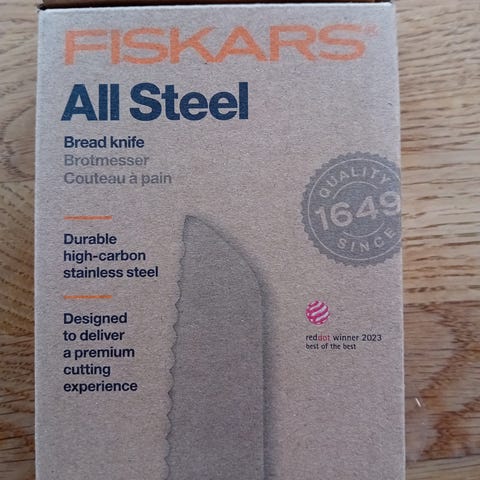 FISKARS®
All Steel
Bread knife
Brotmesser
Couteau à pain
QUALITY
1649
SINCE
Durable
high-carbon
stainless steel
Designed
to deliver
a premium
cutting
experience
reddot winner 2023
best of the best